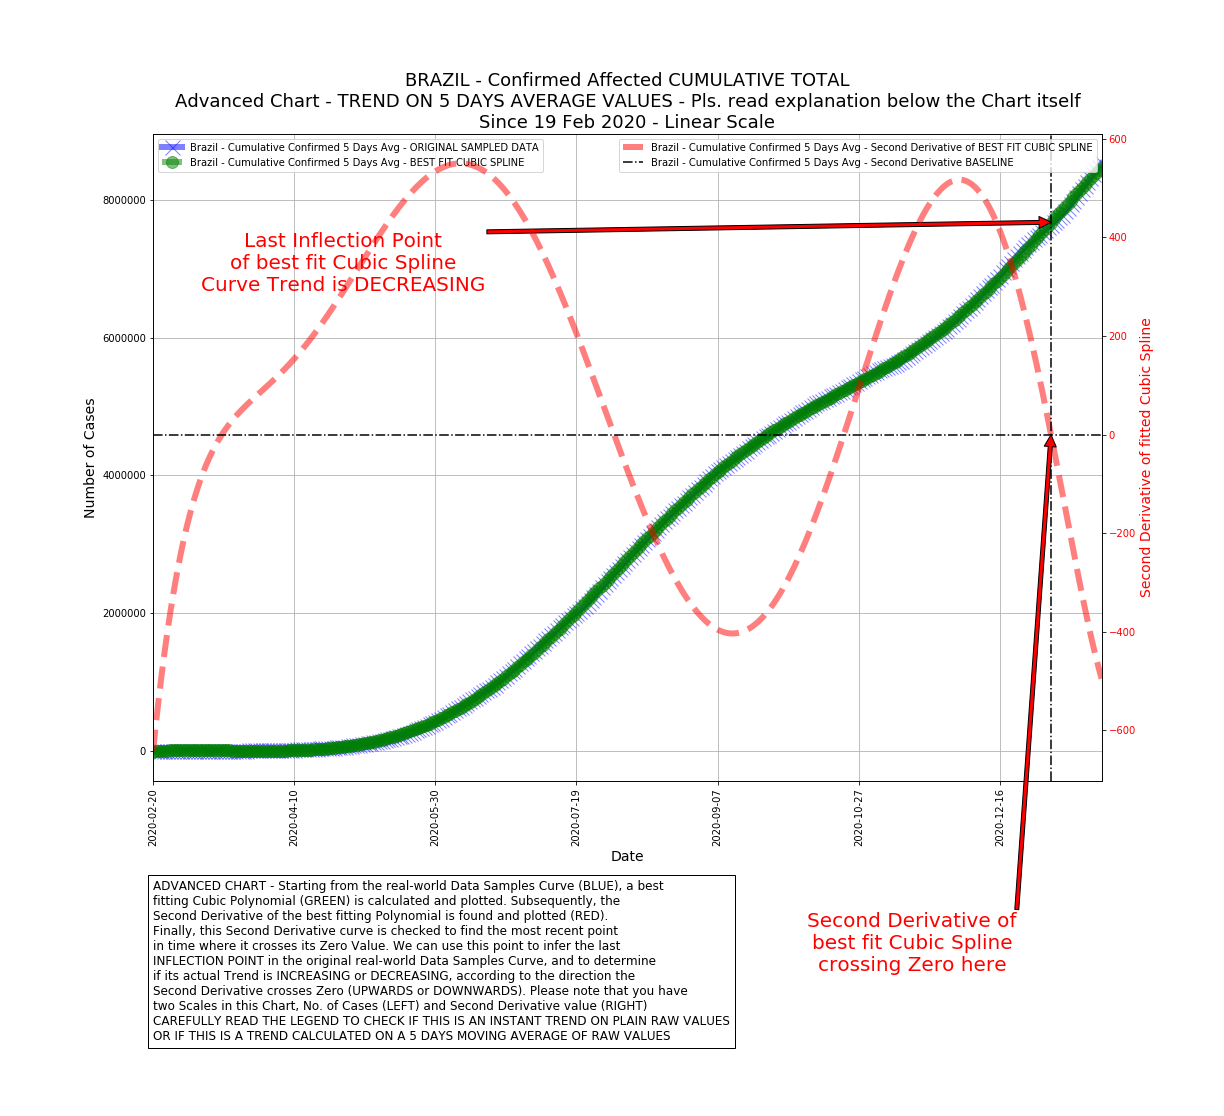 BRAZIL - Confirmed Affected CUMULATIVE TOTAL
Advanced Chart - TREND ON 5 DAYS AVERAGE VALUES - Pls. read explanation below the Chart itself
Since 19 Feb 2020 - Linear Scale
Brazil - Cumulative Confirmed 5 Days Avg - ORIGINAL SAMPLED DATA
Brazil - Cumulative Confirmed 5 Days Avg - BEST FIT CUBIC SPLINE
Brazil - Cumulative Confirmed 5 Days Avg - Second Derivative of BEST FIT CUBIC SPLINE
Brazil - Cumulative Confirmed 5 Days Avg - Second Derivative BASELINE
Last Inflection Point
of best fit Cubic Spline
Curve Trend is DECREASING
Number of Cases
8000000
6000000
4000000
2000000
0
600
400
200
0
−200
−400
−600
Second Derivative of fitted Cubic Spline
2020-02-20
2020-04-10
2020-05-30
2020-07-19
2020-09-07
2020-10-27
2020-12-16
Date
ADVANCED CHART - Starting from the real-world Data Samples Curve (BLUE), a best
fitting Cubic Polynomial (GREEN) is calculated and plotted. Subsequently, the
Second Derivative of the best fitting Polynomial is found and plotted (RED).
Finally, this Second Derivative curve is checked to find the most recent point
in time where it crosses its Zero Value. We can use this point to infer the last
INFLECTION POINT in the original real-world Data Samples Curve, and to determine
if its actual Trend is INCREASING or DECREASING, according to the direction the
Second Derivative crosses Zero (UPWARDS or DOWNWARDS). Please note that you have
two Scales in this Chart, No. of Cases (LEFT) and Second Derivative value (RIGHT)
CAREFULLY READ THE LEGEND TO CHECK IF THIS IS AN INSTANT TREND ON PLAIN RAW VALUES
OR IF THIS IS A TREND CALCULATED ON A 5 DAYS MOVING AVERAGE OF RAW VALUES
Second Derivative of
best fit Cubic Spline
crossing Zero here